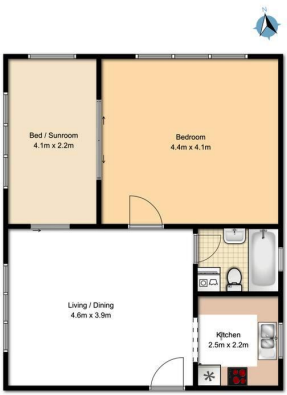 Bed / Sunroom
4.1m x 2.2m
Bedroom
4.4m x 4.1m
Living / Dining
4.6m x 3.9m
Kitchen
2.5m x 2.2m